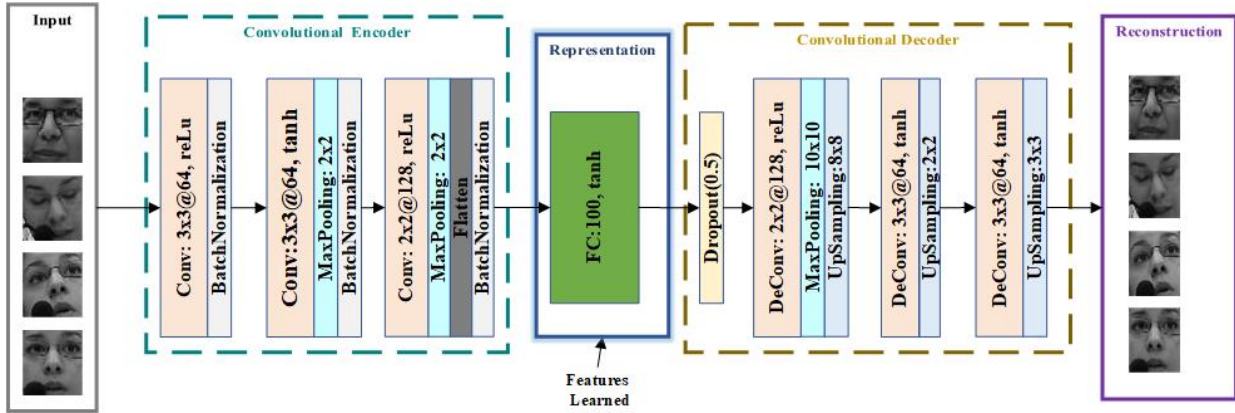 Input
Convolutional Encoder
Conv: 3x3@64, reLu
BatchNormalization
Conv:3x3@64, tanh
MaxPooling: 2x2
BatchNormalization
Conv: 2x2@128, reLu
MaxPooling: 2x2
Flatten
BatchNormalization
Representation
FC:100, tanh
Features
Learned
Convolutional Decoder
Dropout(0.5)
DeConv: 2x2@128, reLu
MaxPooling: 10x10
UpSampling:8x8
DeConv: 3x3@64, tanh
UpSampling:2x2
DeConv: 3x3@64, tanh
UpSampling:3x3
Reconstruction